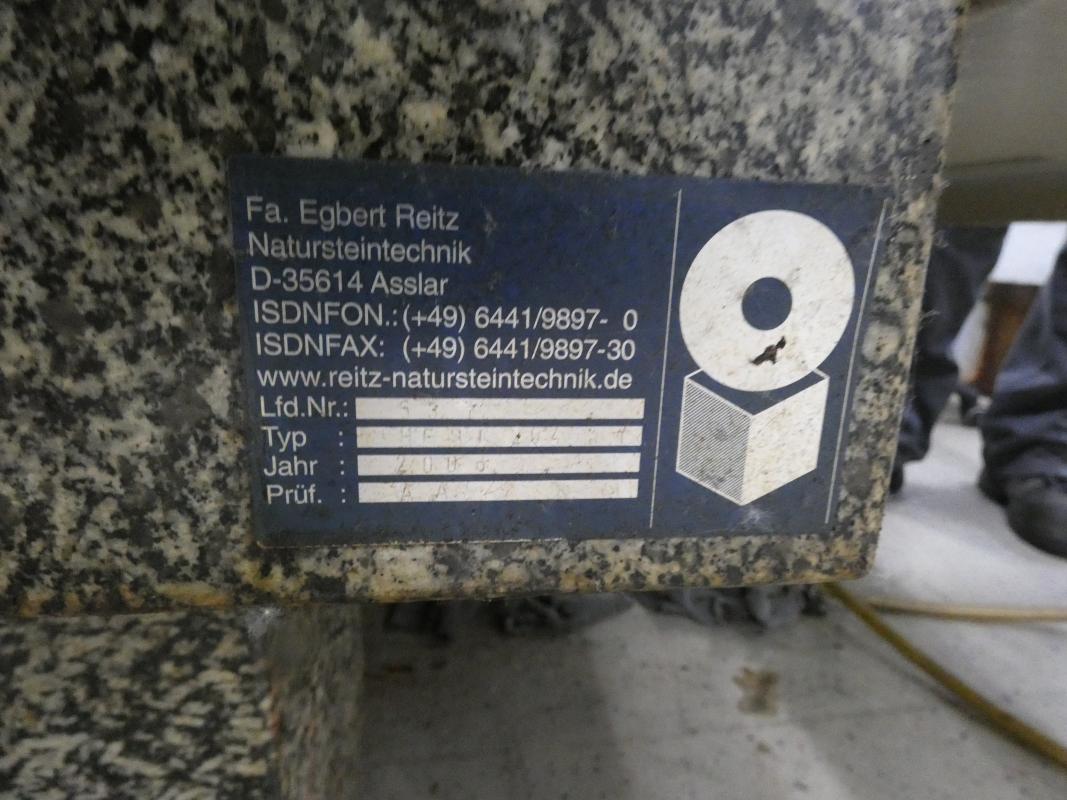 Fa. Egbert Reitz
Natursteintechnik
D-35614 Asslar
ISDNFON.: (+49) 6441/9897- 0
ISDNFAX: (+49) 6441/9897-30
www.reitz-natursteintechnik.de
Lfd.Nr.:
Typ :
Jahr :
Prüf. :